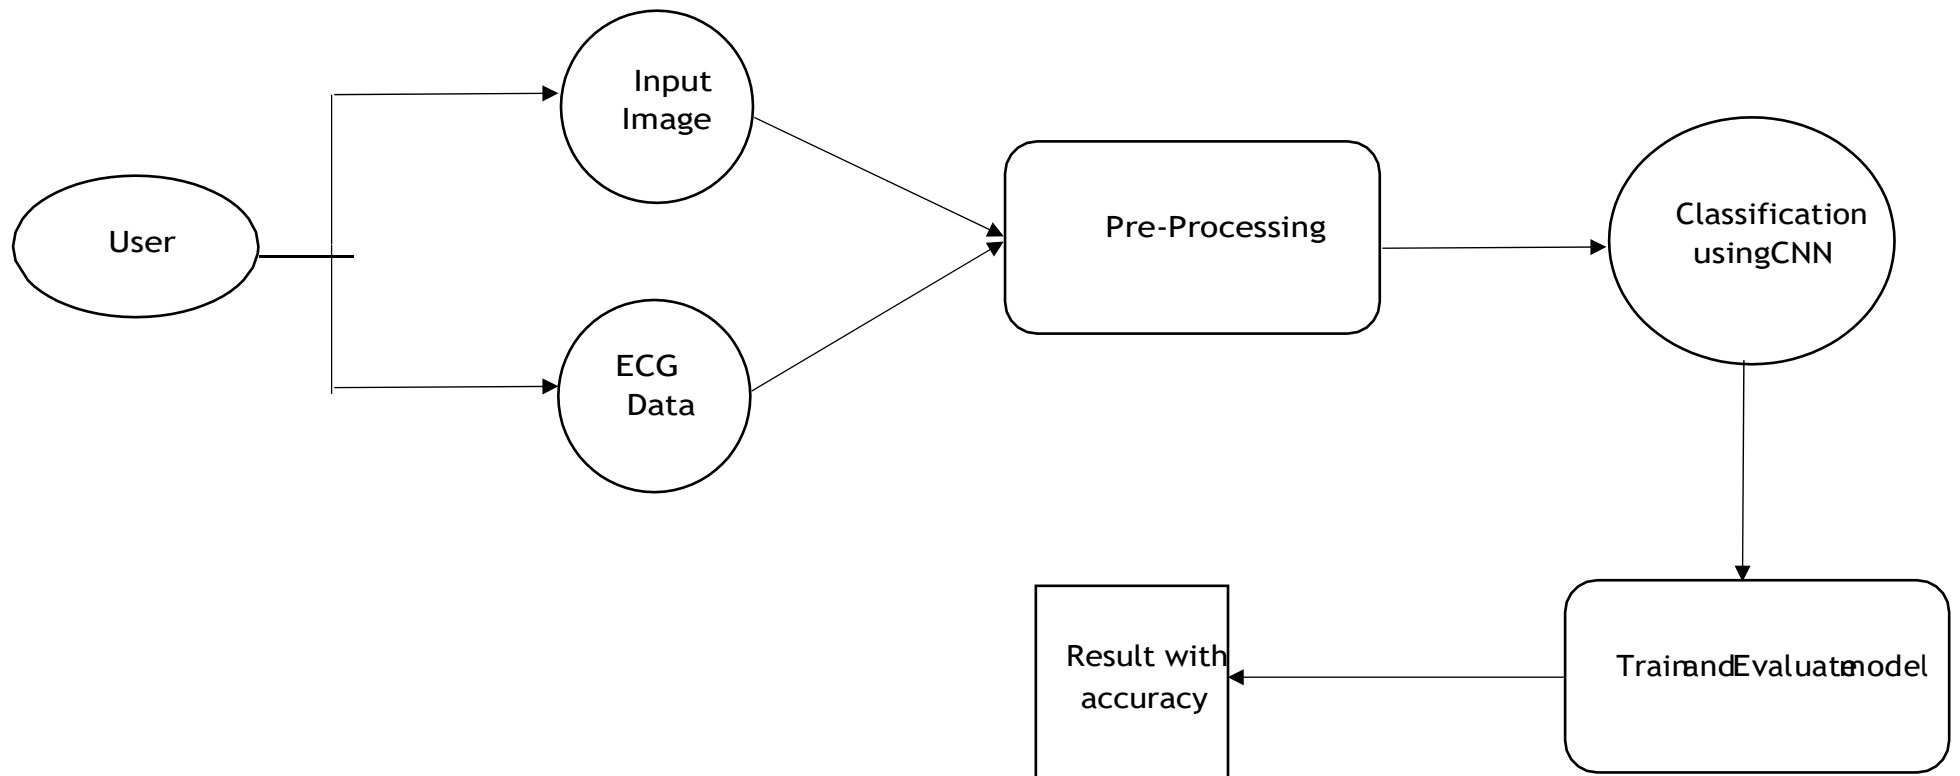 Input
Image
User
ECG
Data
Pre-Processing
Classification
usingCNN
TrainandEvaluatemodel
Result with
accuracy